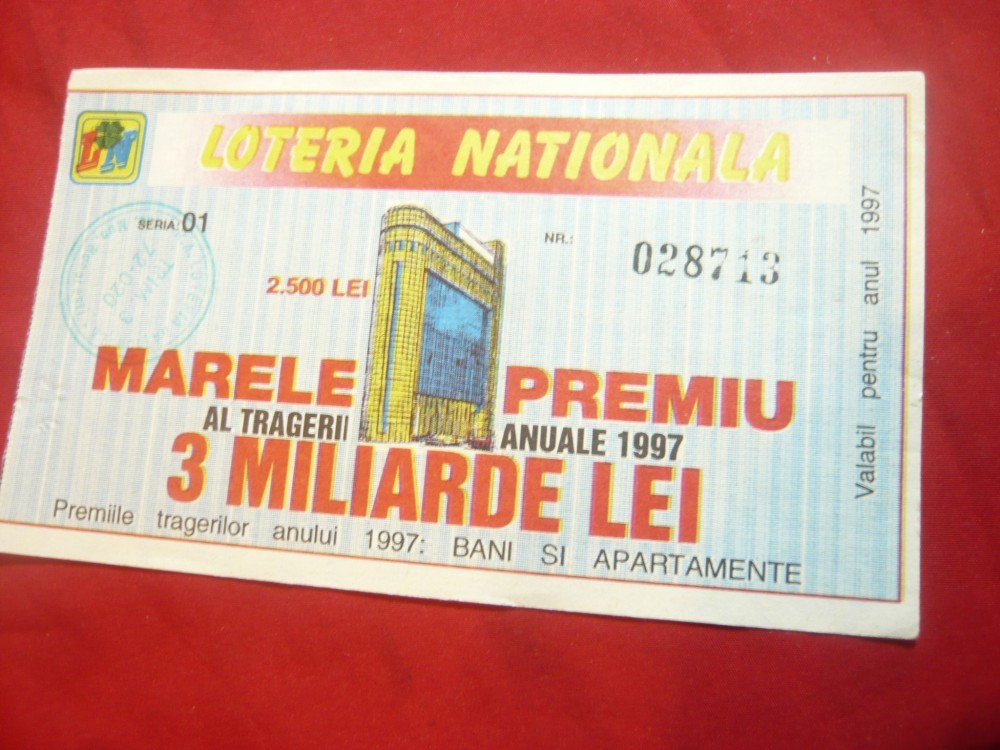 LN
LOTERIA NATIONALA
SERIA: 01
NR.: 028713
2.500 LEI
MARELE PREMIU
AL TRAGERII ANUALE 1997
3 MILIARDE LEI
Premiile tragerilor anului 1997: BANI SI APARTAMENTE
Valabil pentru anul 1997